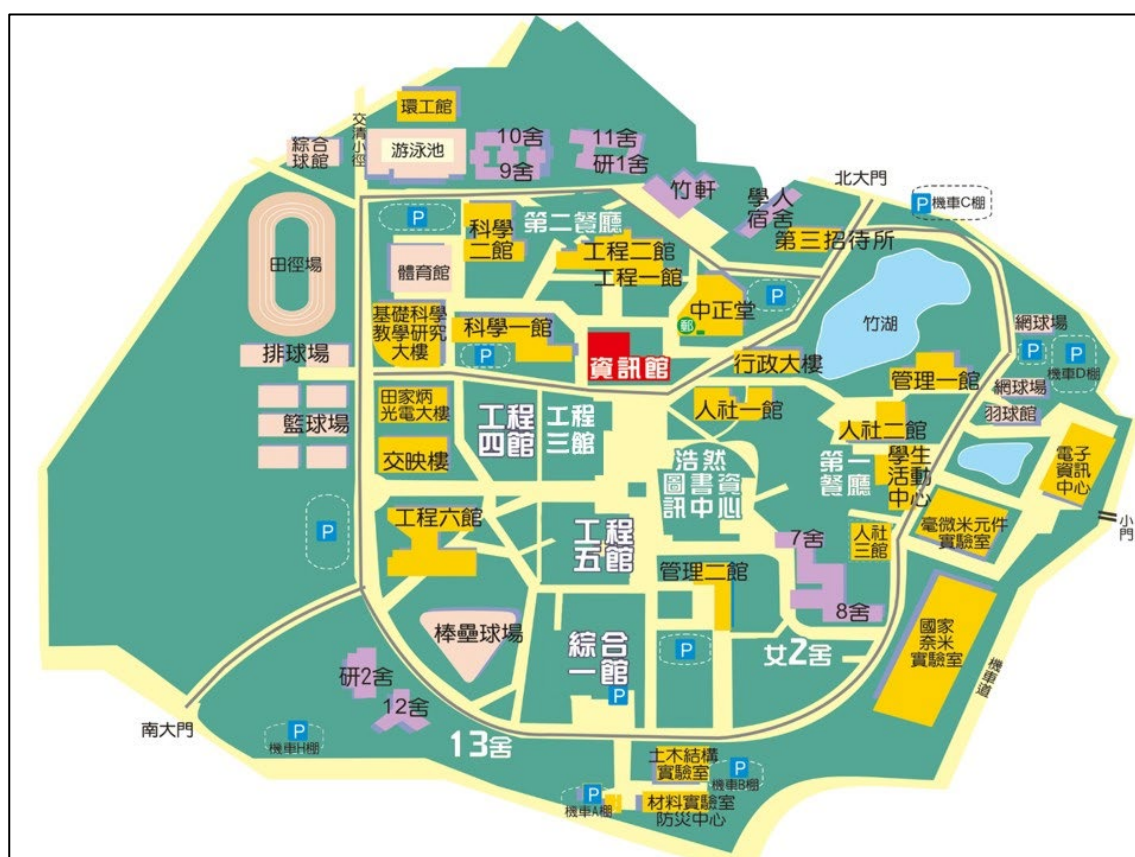 環工館
交清小徑
綜合
球館
游泳池
10舍
9舍
11舍
研1舍
竹軒
學人
宿舍
北大門
P
機車C棚
第三招待所
P
科學
二館
第二餐廳
工程二館
工程一館
田徑場
體育館
中正堂
郵
P
竹湖
基礎科學
教學研究
大樓
科學一館
P
資訊館
行政大樓
網球場
P
P
機車D棚
排球場
管理一館
網球場
羽球館
籃球場
田家炳
光電大樓
工程
四館
工程
三館
人社一館
人社二館
交映樓
浩然
圖書資
訊中心
第一
餐廳
學生
活動
中心
電子
資訊
中心
P
工程六館
工程
五館
7舍
人社
三館
毫微米元件
實驗室
小門
管理二館
8舍
棒壘球場
綜合
一館
P
P
女2舍
國家
奈米
實驗室
機車道
研2舍
12舍
南大門
P
機車H棚
13舍
土木結構
實驗室
P
機車B棚
P
機車A棚
材料實驗室
防災中心